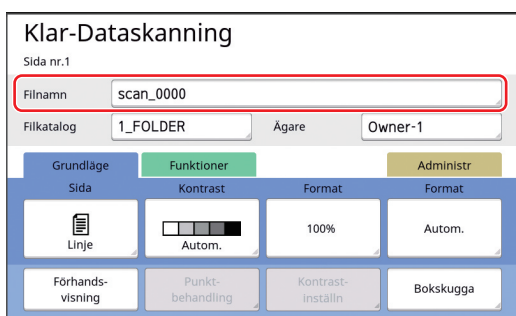 Klar-Dataskanning
Sida nr.1
Filnamn scan_0000
Filkatalog 1_FOLDER Ägare Owner-1
Grundläge Funktioner Administr
Sida Kontrast Format Format
Linje Autom. 100% Autom.
Förhands-
visning
Punkt-
behandling
Kontrast-
inställn
Bokskugga